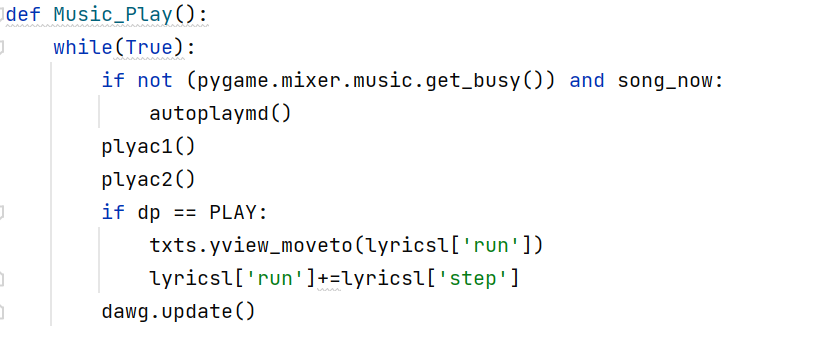 def Music_Play():
    while(True):
        if not (pygame.mixer.music.get_busy()) and song_now:
            autoplaymd()
        plyac1()
        plyac2()
        if dp == PLAY:
            txts.yview_moveto(lyricsl['run'])
            lyricsl['run']+=lyricsl['step']
        dawg.update()